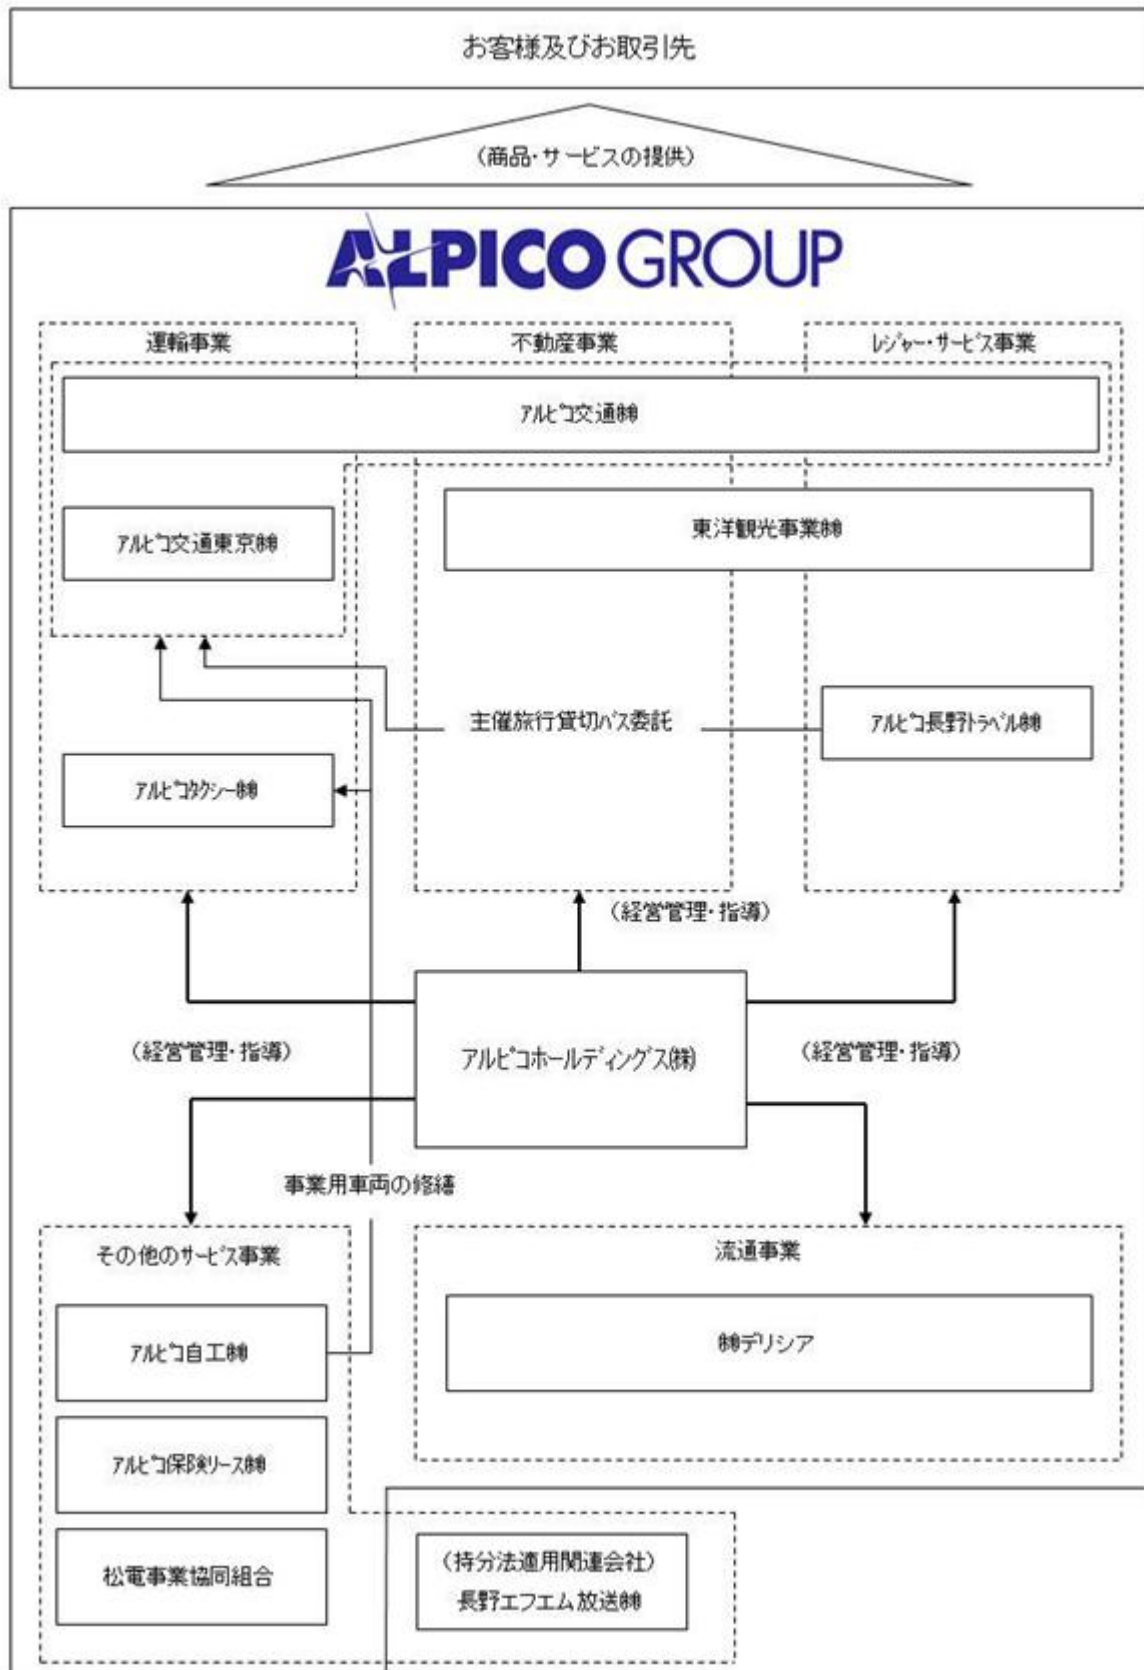 お客様及びお取引先
(商品・サービスの提供)
ALPICO GROUP
運輸事業
不動産事業
レジャー・サービス事業
アルピコ交通㈱
アルピコ交通東京㈱
東洋観光事業㈱
主催旅行貸切バス委託
アルピコ長野トラベル㈱
アルピコタクシー㈱
(経営管理・指導)
アルピコホールディングス(株)
(経営管理・指導)
(経営管理・指導)
事業用車両の修繕
その他のサービス事業
流通事業
アルピコ自工㈱
㈱デリシア
アルピコ保険リース㈱
松電事業協同組合
(持分法適用関連会社)
長野エフエム放送㈱